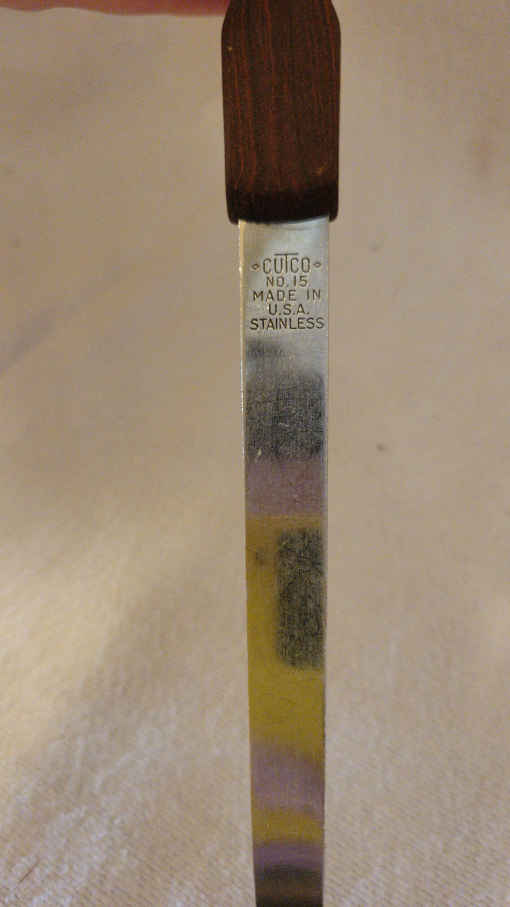 CUTCO
NO. 15
MADE IN
U.S.A.
STAINLESS